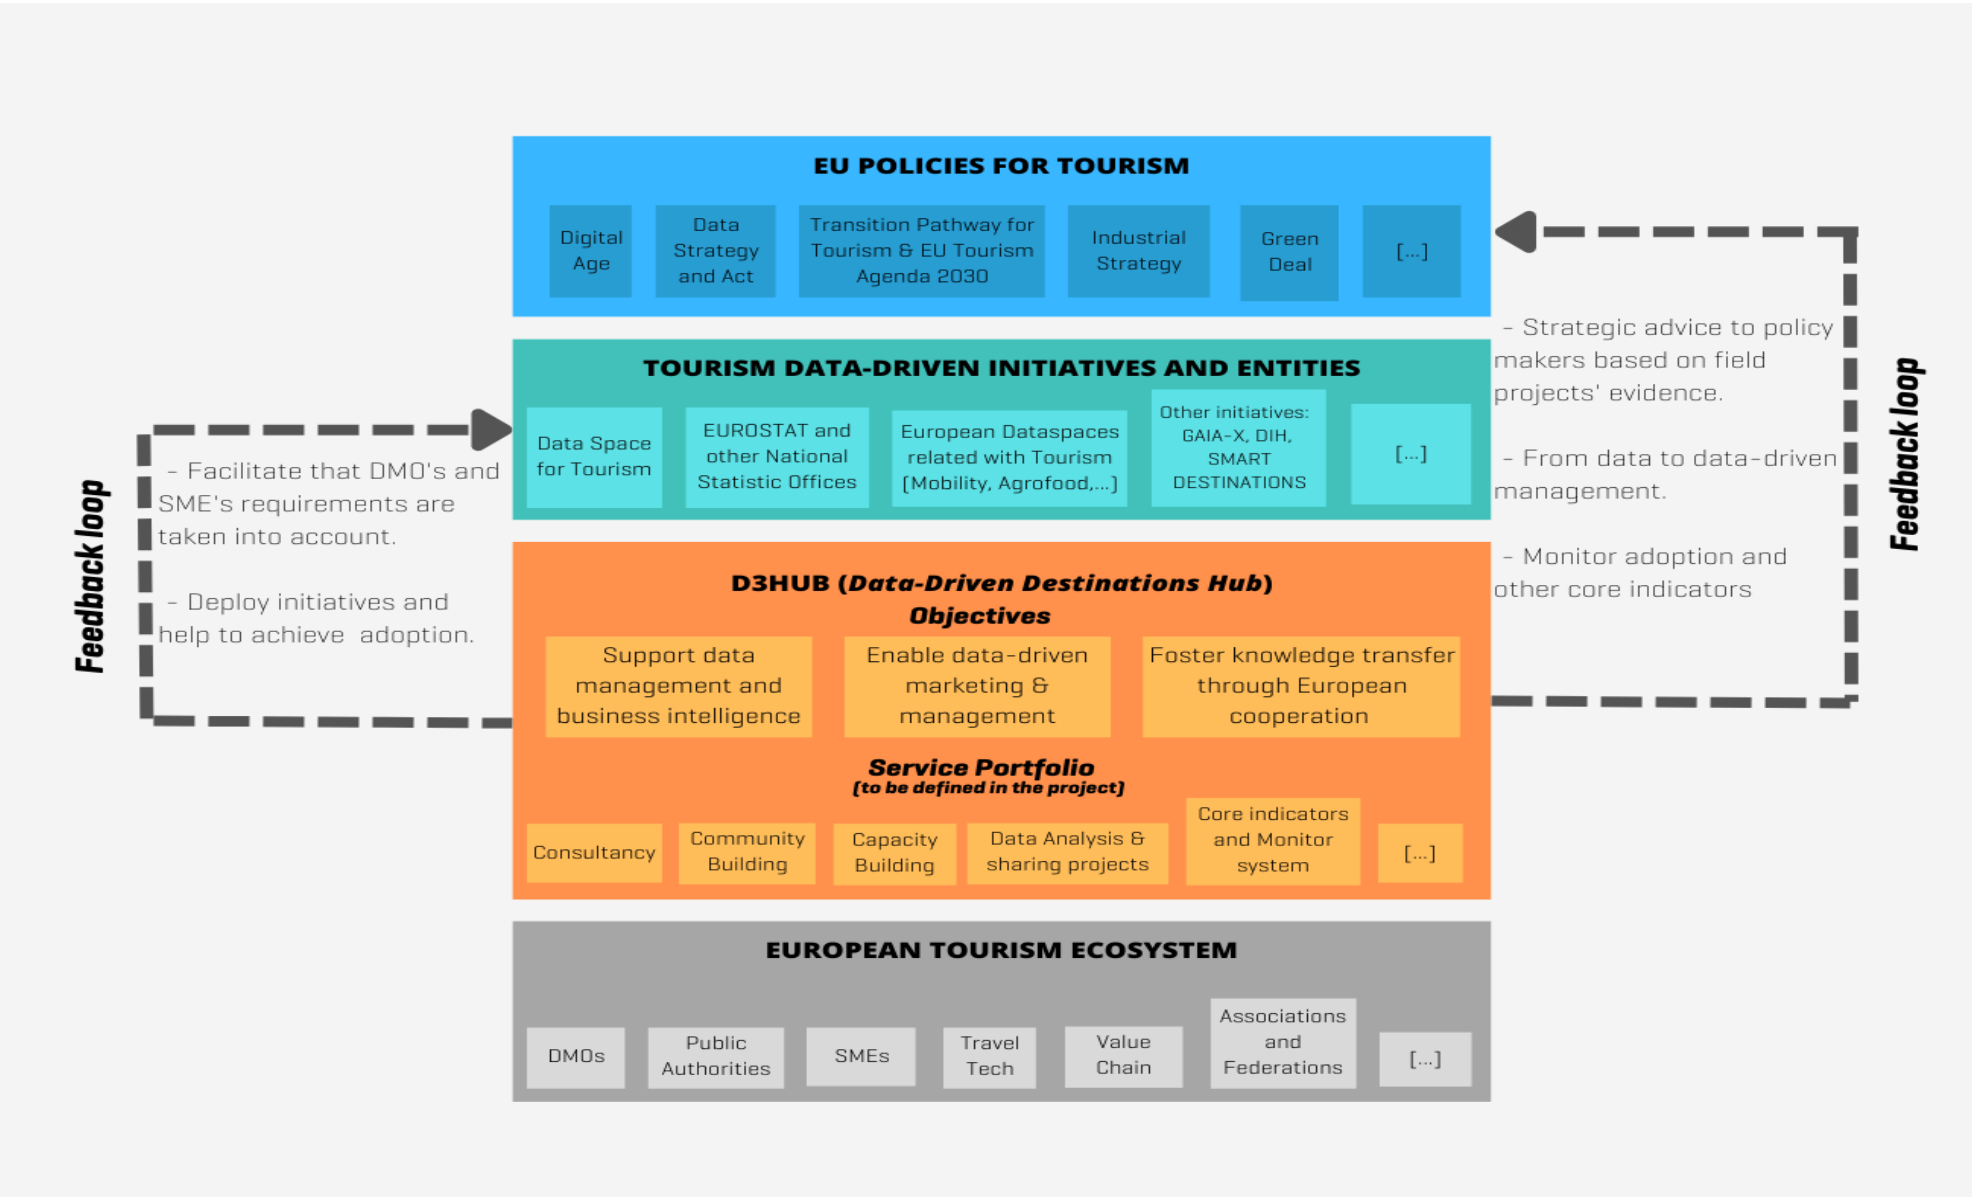 EU POLICIES FOR TOURISM
Digital
Age
Data
Strategy
and Act
Transition Pathway for
Tourism & EU Tourism
Agenda 2030
Industrial
Strategy
Green
Deal
[...]
TOURISM DATA-DRIVEN INITIATIVES AND ENTITIES
Data Space
for Tourism
EUROSTAT and
other National
Statistic Offices
European Dataspaces
related with Tourism
(Mobility, Agrofood,...)
Other initiatives:
GAIA-X, DIH,
SMART
DESTINATIONS
[...]
D3HUB (Data-Driven Destinations Hub)
Objectives
Support data
management and
business intelligence
Enable data-driven
marketing &
management
Foster knowledge transfer
through European
cooperation
Service Portfolio
(to be defined in the project)
Consultancy
Community
Building
Capacity
Building
Data Analysis &
sharing projects
Core indicators
and Monitor
system
[...]
EUROPEAN TOURISM ECOSYSTEM
DMOs
Public
Authorities
SMEs
Travel
Tech
Value
Chain
Associations
and
Federations
[...]
Feedback loop
- Facilitate that DMO's and
SME's requirements are
taken into account.
- Deploy initiatives and
help to achieve  adoption.
- Strategic advice to policy
makers based on field
projects' evidence.
- From data to data-driven
management.
- Monitor adoption and
other core indicators
Feedback loop